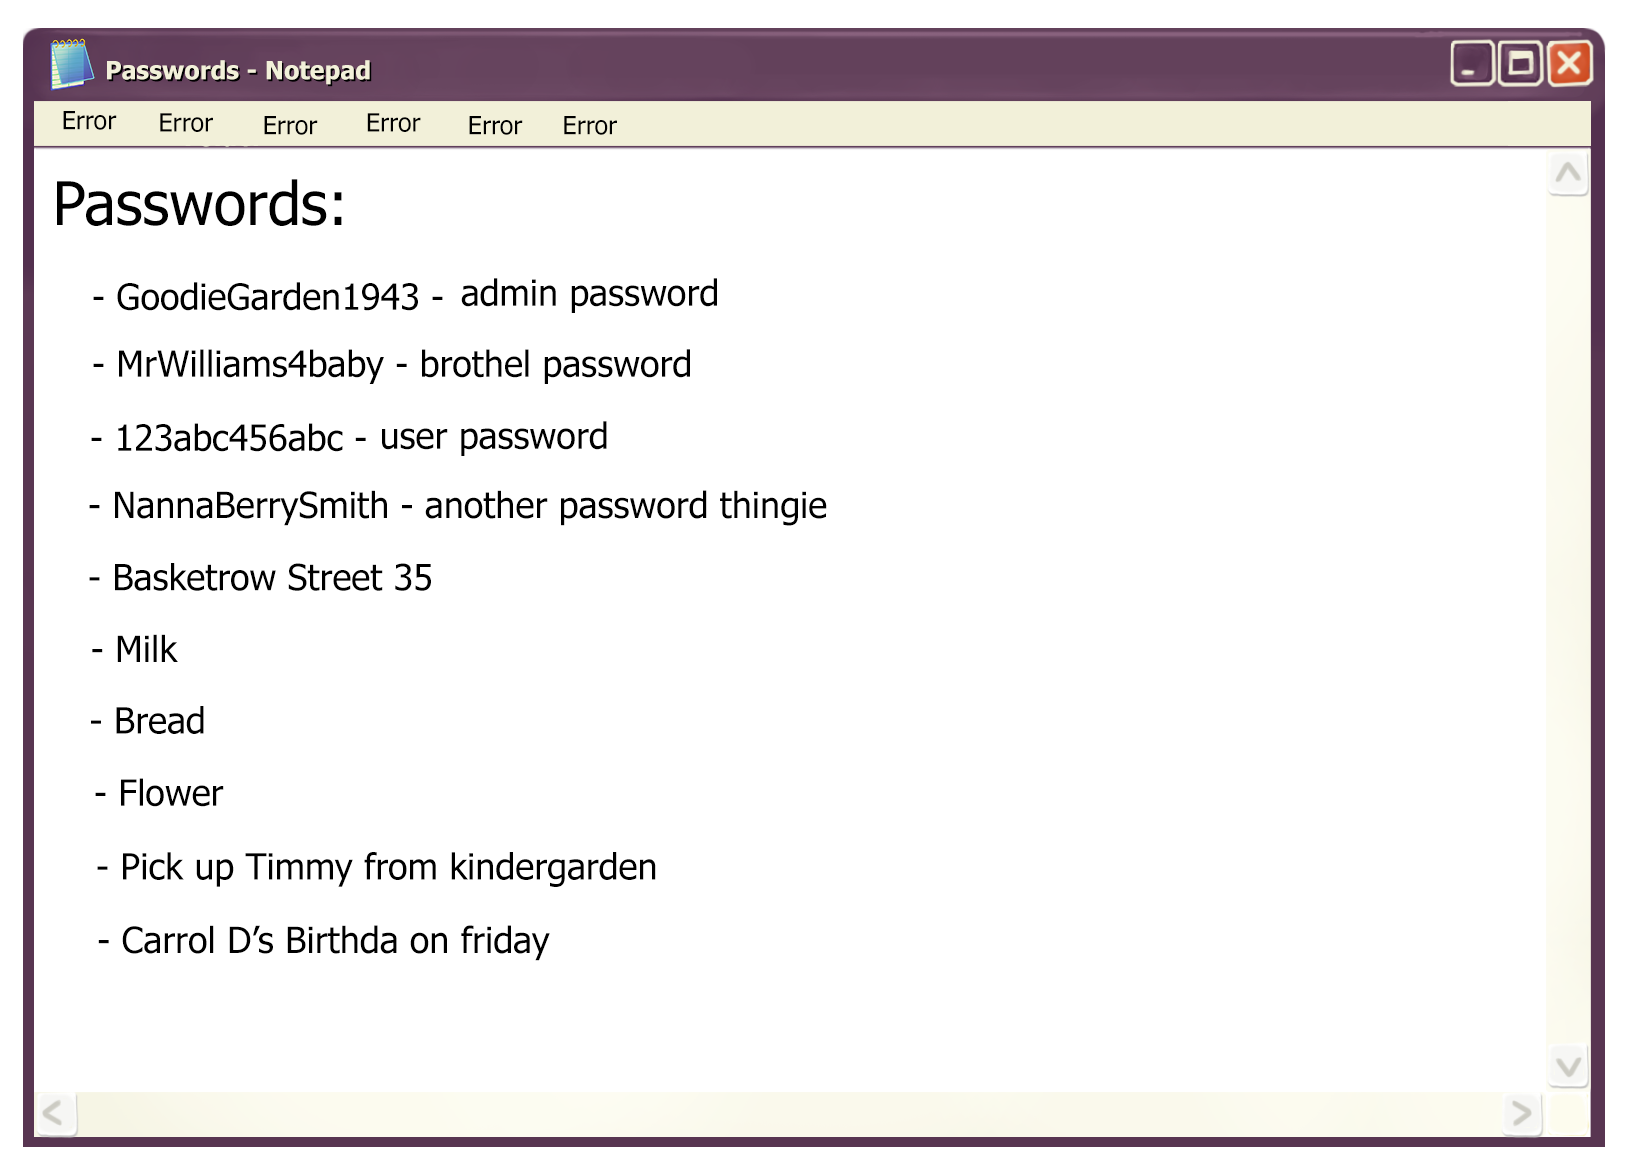 Passwords - Notepad
Error Error Error Error Error Error
Passwords:
- GoodieGarden1943 - admin password
- MrWilliams4baby - brothel password
- 123abc456abc - user password
- NannaBerrySmith - another password thingie
- Basketrow Street 35
- Milk
- Bread
- Flower
- Pick up Timmy from kindergarden
- Carrol D’s Birthda on friday